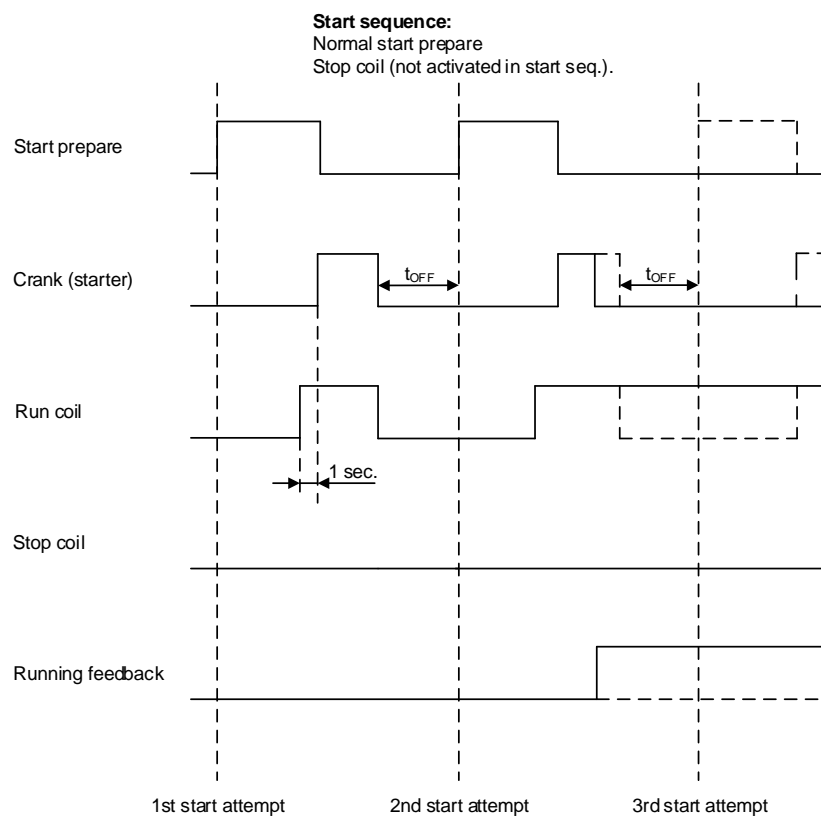 Start sequence:
Normal start prepare
Stop coil (not activated in start seq.).
Start prepare
Crank (starter)
tOFF
tOFF
Run coil
1 sec.
Stop coil
Running feedback
1st start attempt
2nd start attempt
3rd start attempt